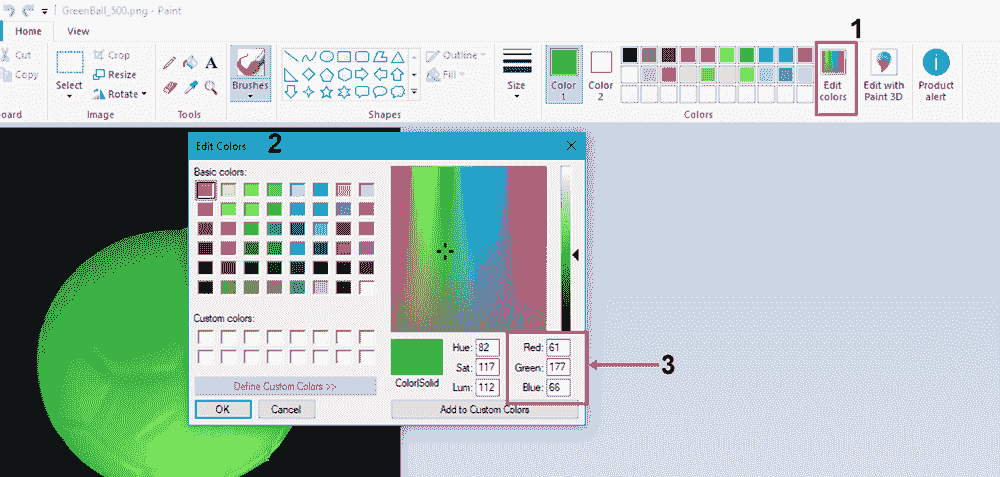 GreenBall_500.png - Paint
Home View
1
Cut
Copy
Select
Crop
Resize
Rotate
A
Brushes
Outline
Fill
Size
Color
1
Color
2
Edit
colors
Edit with
Paint 3D
Product
alert
oard
Image
Tools
Shapes
Colors
Edit Colors
2
Basic colors:
Custom colors:
Define Custom Colors >>
OK
Cancel
Color|Solid
Hue: 82
Sat: 117
Lum: 112
Red: 61
Green: 177
Blue: 66
Add to Custom Colors
3